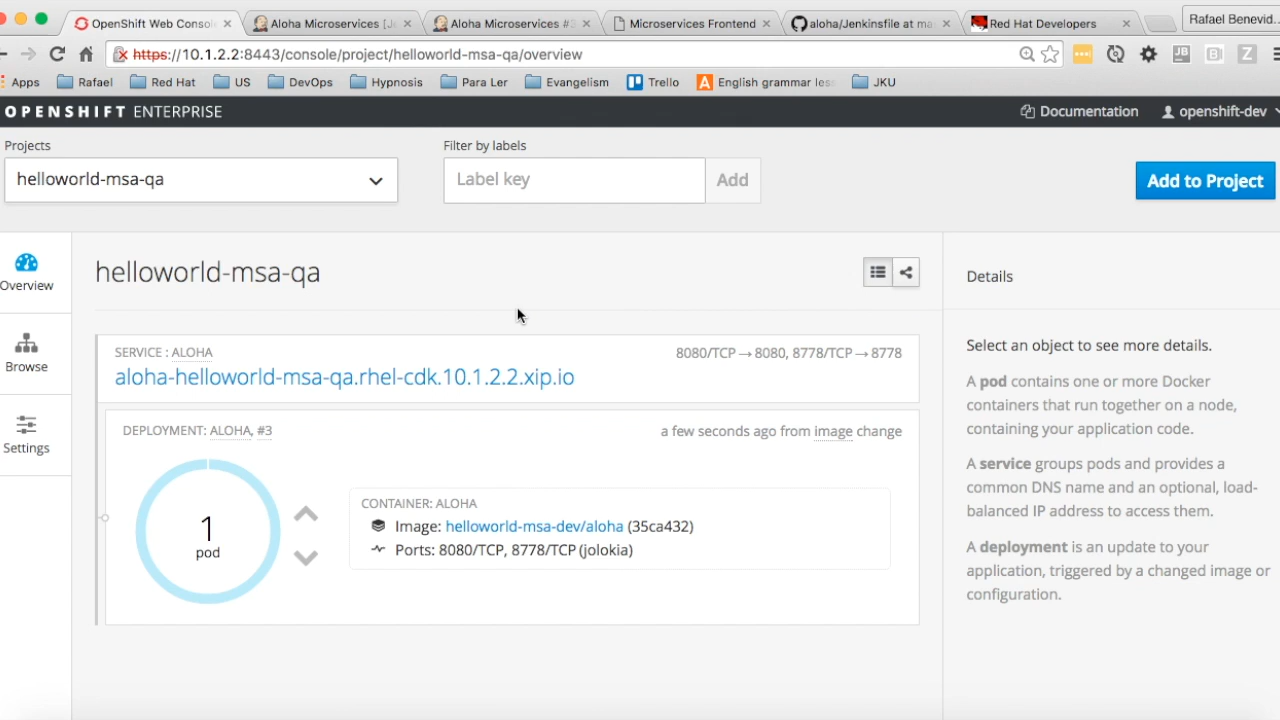 OpenShift Web Conso
Aloha Microservices [Je
Aloha Microservices #
Microservices Frontend
aloha/Jenkinsfile at ma
Red Hat Developers
Rafael Benevid..
https://10.1.2.2:8443/console/project/helloworld-msa-qa/overview
Apps
Rafael
Red Hat
US
DevOps
Hypnosis
Para Ler
Evangelism
Trello
English grammar les
JKU
OPENSHIFT ENTERPRISE
Documentation
openshift-dev
Projects
Filter by labels
helloworld-msa-qa
Label key
Add
Add to Project
Overview
Browse
Settings
helloworld-msa-qa
SERVICE : ALOHA
8080/TCP → 8080, 8778/TCP → 8778
aloha-helloworld-msa-qa.rhel-cdk.10.1.2.2.xip.io
DEPLOYMENT: ALOHA, #3
a few seconds ago from image change
1
pod
CONTAINER: ALOHA
Image: helloworld-msa-dev/aloha (35ca432)
Ports: 8080/TCP, 8778/TCP (jolokia)
Details
Select an object to see more details.
A pod contains one or more Docker
containers that run together on a node,
containing your application code.
A service groups pods and provides a
common DNS name and an optional, load-
balanced IP address to access them.
A deployment is an update to your
application, triggered by a changed image or
configuration.